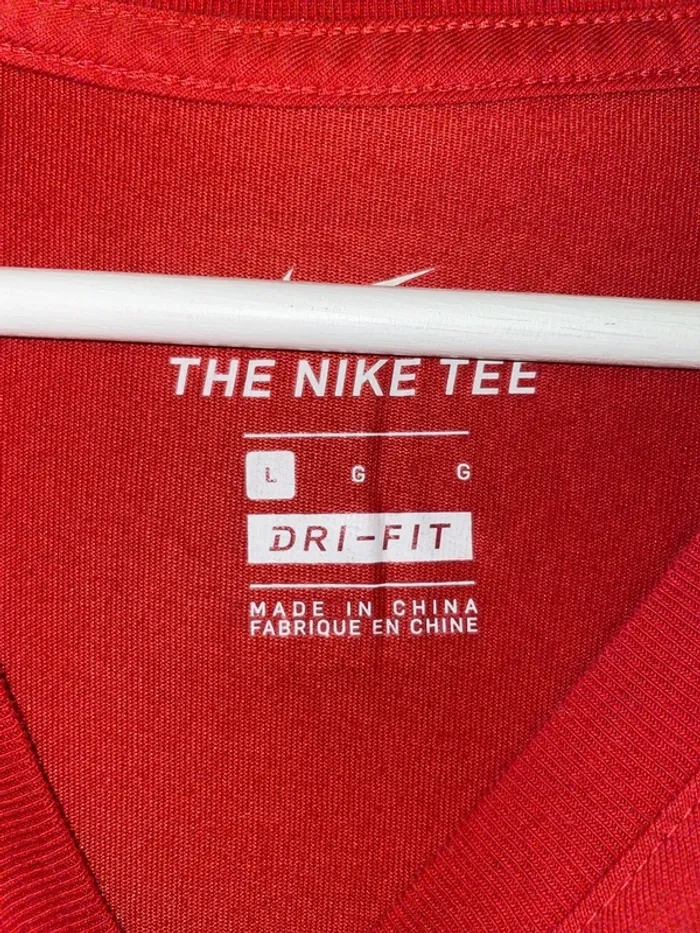 THE NIKE TEE
L G G
DRI-FIT
MADE IN CHINA
FABRIQUE EN CHINE